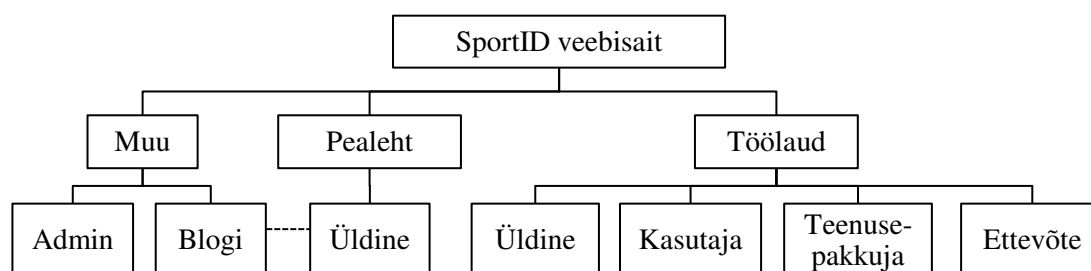 SportID veebisait
Muu
Pealeht
Töölaud
Admin
Blogi
Üldine
Üldine
Kasutaja
Teenuse-
pakkuja
Ettevõte